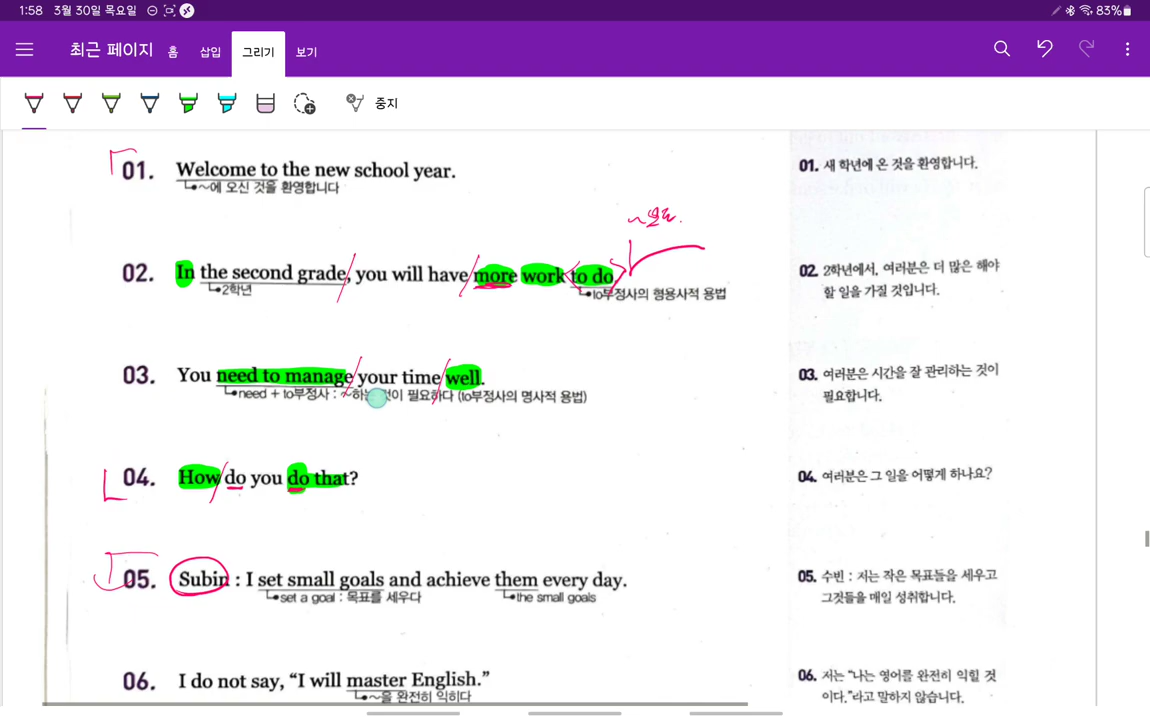 1:58 3월 30일 목요일 83%
최근 페이지 홈 삽입 그리기 보기
중지
01. Welcome to the new school year.
~에 오신 것을 환영합니다
01. 새 학년에 온 것을 환영합니다.
02. In the second grade, you will have more work to do
2학년
to부정사의 형용사적 용법
02. 2학년에서, 여러분은 더 많은 해야
할 일을 가질 것입니다.
03. You need to manage your time well.
need + to부정사 : ~하는 것이 필요하다 (to부정사의 명사적 용법)
03. 여러분은 시간을 잘 관리하는 것이
필요합니다.
04. How do you do that?
04. 여러분은 그 일을 어떻게 하나요?
05. Subin : I set small goals and achieve them every day.
set a goal : 목표를 세우다
the small goals
05. 수빈 : 저는 작은 목표들을 세우고
그것들을 매일 성취합니다.
06. I do not say, “I will master English.”
~을 완전히 익히다
06. 저는 “나는 영어를 완전히 익힐 것
이다.”라고 말하지 않습니다.